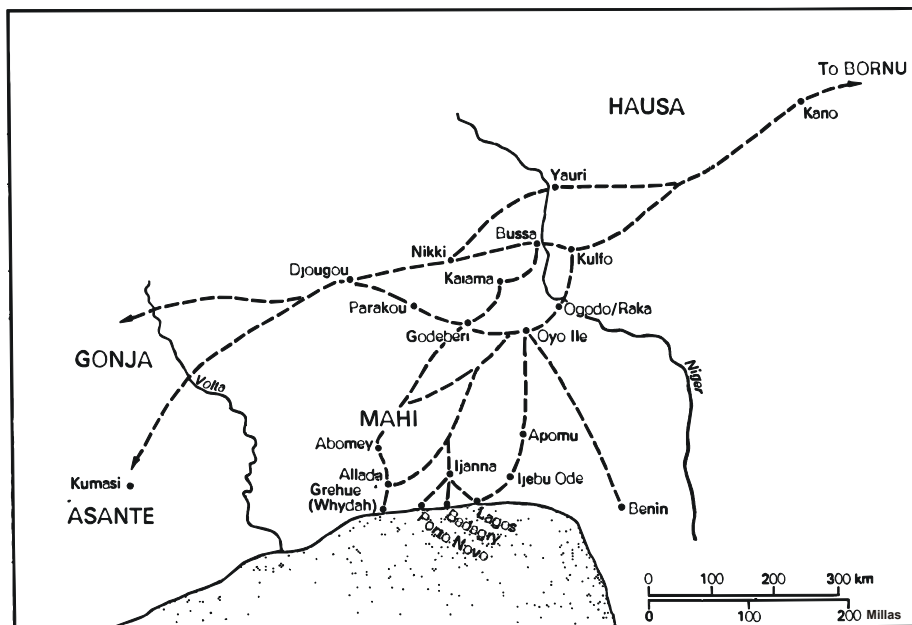 To BORNU
HAUSA
Kano
Yauri
Bussa
Nikki
Kulfo
Djougou
Kaiama
Parakou
Ogodo/Raka
Godeberi
Oyo Ile
GONJA
Volta
Niger
MAHI
Abomey
Apomu
Allada
Ijanna
Kumasi
Ijebu Ode
Grehue
(Whydah)
ASANTE
Lagos
Benin
Badagry
Porto Novo
0 100 200 300 km
0 100 200 Millas